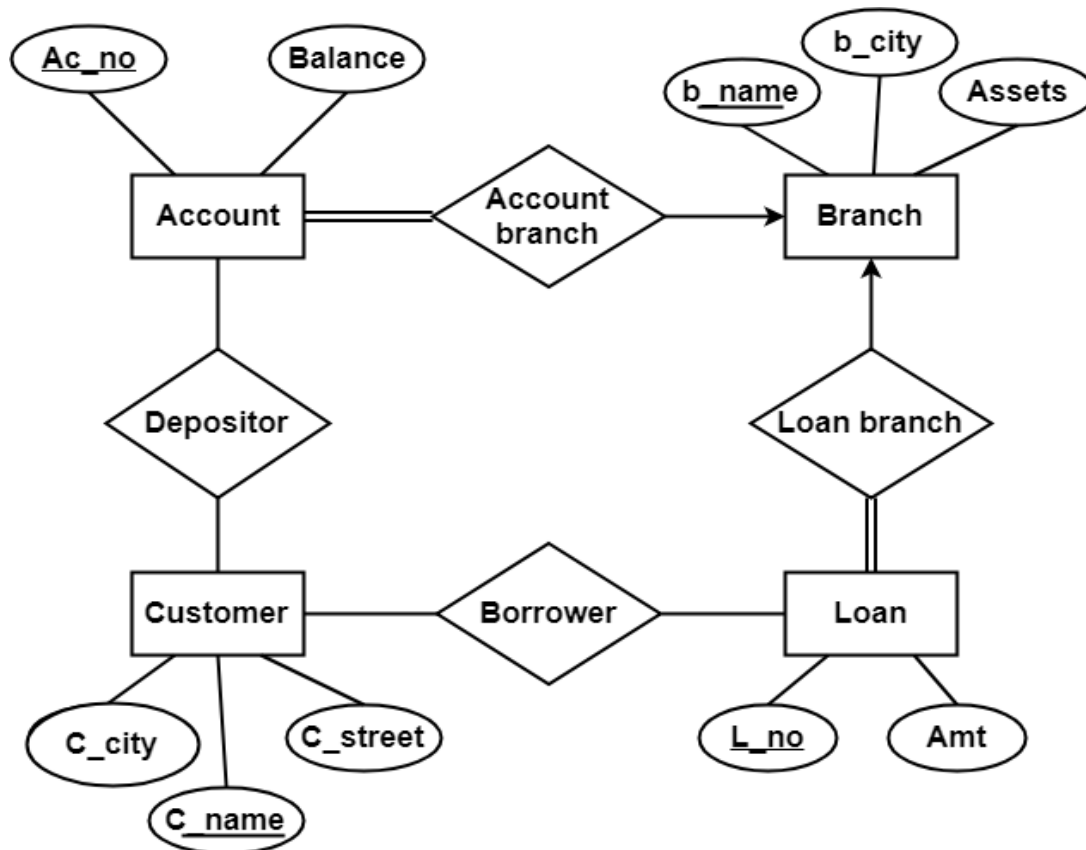 Ac_no
Balance
b_city
b_name
Assets
Account
Account
branch
Branch
Depositor
Loan branch
Customer
Borrower
Loan
C_city
C_street
L_no
Amt
C_name